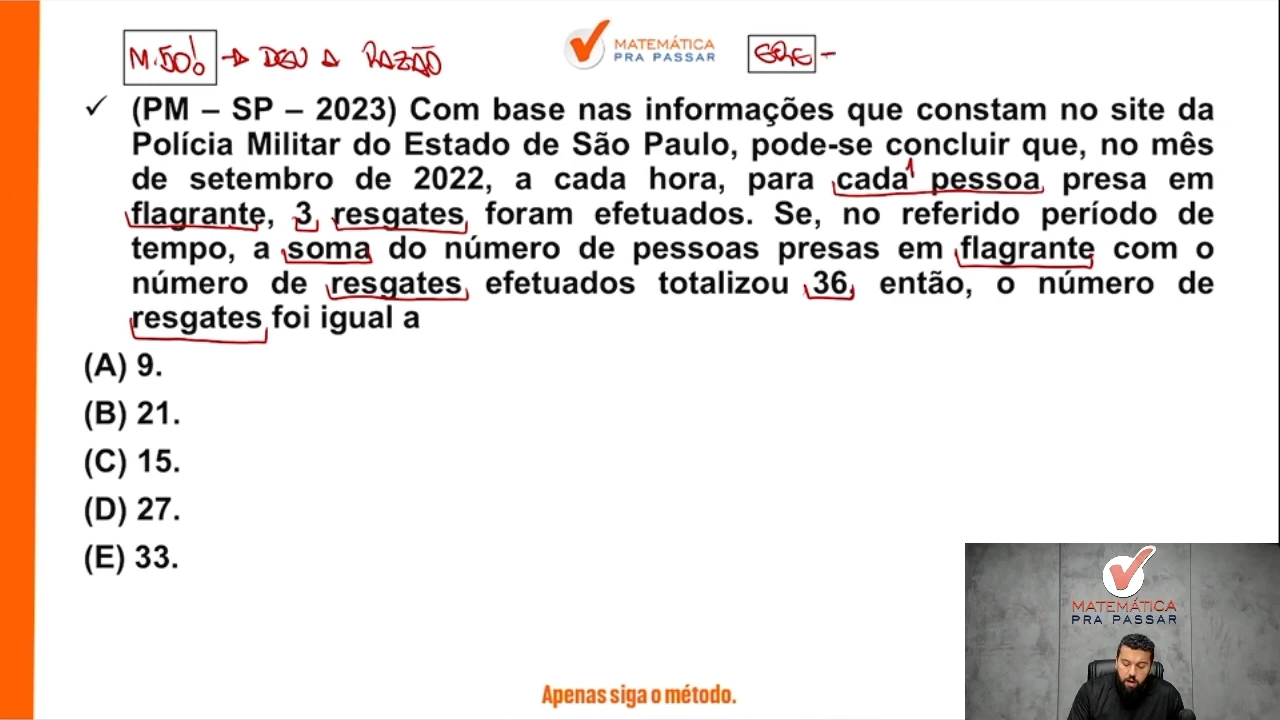 M.50! → DEU A RAZÃO
MATEMÁTICA
PRA PASSAR
✓ (PM – SP – 2023) Com base nas informações que constam no site da
Polícia Militar do Estado de São Paulo, pode-se concluir que, no mês
de setembro de 2022, a cada hora, para cada 1 pessoa presa em
flagrante, 3 resgates foram efetuados. Se, no referido período de
tempo, a soma do número de pessoas presas em flagrante com o
número de resgates efetuados totalizou 36, então, o número de
resgates foi igual a
(A) 9.
(B) 21.
(C) 15.
(D) 27.
(E) 33.
MATEMÁTICA
PRA PASSAR
Apenas siga o método.